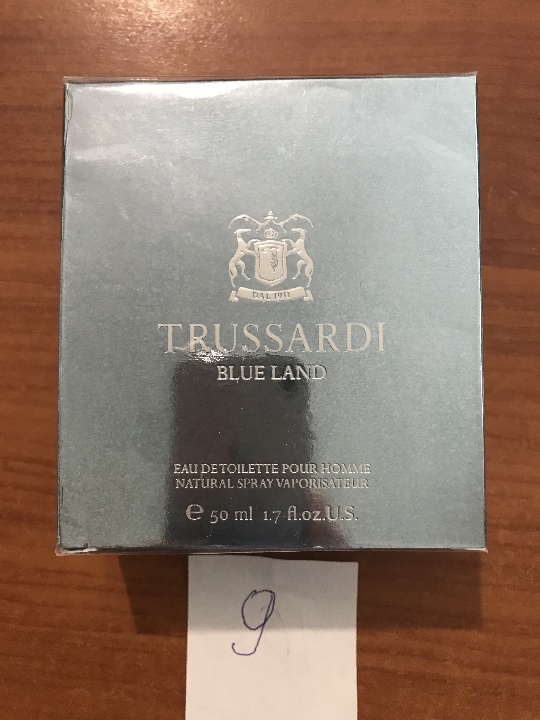 DAL 1911
TRUSSARDI
BLUE LAND
EAU DE TOILETTE POUR HOMME
NATURAL SPRAY VAPORISATEUR
℮ 50 ml 1.7 fl.oz.U.S.
9